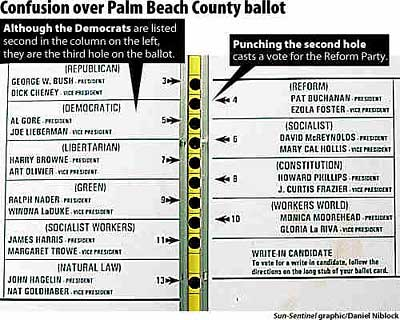 Confusion over Palm Beach County ballot
Although the Democrats are listed
second in the column on the left,
they are the third hole on the ballot.
Punching the second hole
casts a vote for the Reform Party.
(REPUBLICAN)
GEORGE W. BUSH - PRESIDENT
DICK CHENEY - VICE PRESIDENT
3
(DEMOCRATIC)
AL GORE - PRESIDENT
JOE LIEBERMAN - VICE PRESIDENT
5
(LIBERTARIAN)
HARRY BROWNE - PRESIDENT
ART OLIVIER - VICE PRESIDENT
7
(GREEN)
RALPH NADER - PRESIDENT
WINONA LaDUKE - VICE PRESIDENT
9
(SOCIALIST WORKERS)
JAMES HARRIS - PRESIDENT
MARGARET TROWE - VICE PRESIDENT
11
(NATURAL LAW)
JOHN HAGELIN - PRESIDENT
NAT GOLDHABER - VICE PRESIDENT
13
(REFORM)
4
PAT BUCHANAN - PRESIDENT
EZOLA FOSTER - VICE PRESIDENT
(SOCIALIST)
6
DAVID McREYNOLDS - PRESIDENT
MARY CAL HOLLIS - VICE PRESIDENT
(CONSTITUTION)
8
HOWARD PHILLIPS - PRESIDENT
J. CURTIS FRAZIER - VICE PRESIDENT
(WORKERS WORLD)
10
MONICA MOOREHEAD - PRESIDENT
GLORIA La RIVA - VICE PRESIDENT
WRITE-IN CANDIDATE
To vote for a write in candidate, follow the
directions on the long stub of your ballot card.
Sun-Sentinel graphic/Daniel Niblock